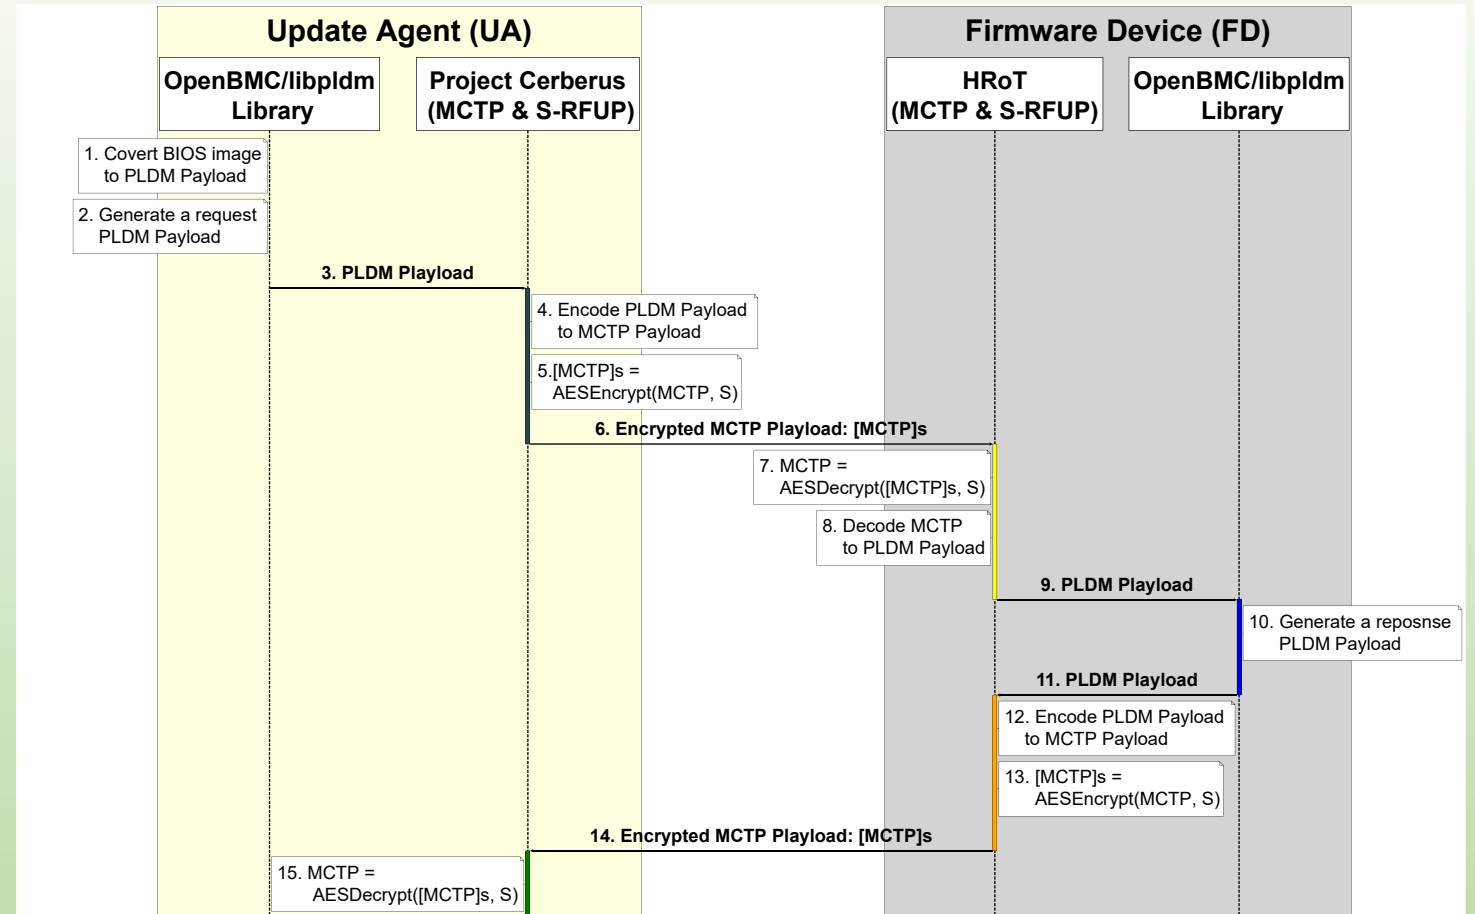 Update Agent (UA)
Firmware Device (FD)
OpenBMC/libpldm
Library
Project Cerberus
(MCTP & S-RFUP)
HRoT
(MCTP & S-RFUP)
OpenBMC/libpldm
Library
1. Covert BIOS image
to PLDM Payload
2. Generate a request
PLDM Payload
3. PLDM Playload
4. Encode PLDM Payload
to MCTP Payload
5.[MCTP]s =
AESEncrypt(MCTP, S)
6. Encrypted MCTP Playload: [MCTP]s
7. MCTP =
AESDecrypt([MCTP]s, S)
8. Decode MCTP
to PLDM Payload
9. PLDM Playload
10. Generate a reposnse
PLDM Payload
11. PLDM Playload
12. Encode PLDM Payload
to MCTP Payload
13. [MCTP]s =
AESEncrypt(MCTP, S)
14. Encrypted MCTP Playload: [MCTP]s
15. MCTP =
AESDecrypt([MCTP]s, S)